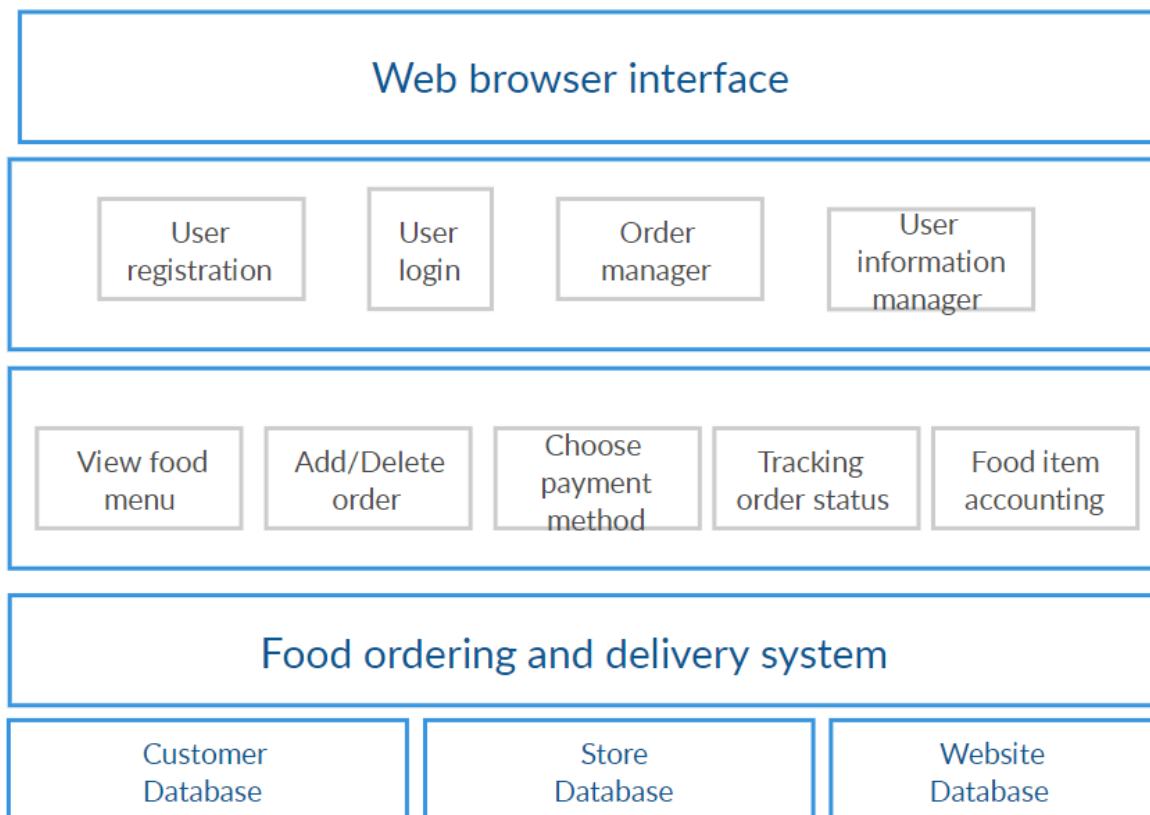 Web browser interface
User
registration
User
login
Order
manager
User
information
manager
View food
menu
Add/Delete
order
Choose
payment
method
Tracking
order status
Food item
accounting
Food ordering and delivery system
Customer
Database
Store
Database
Website
Database